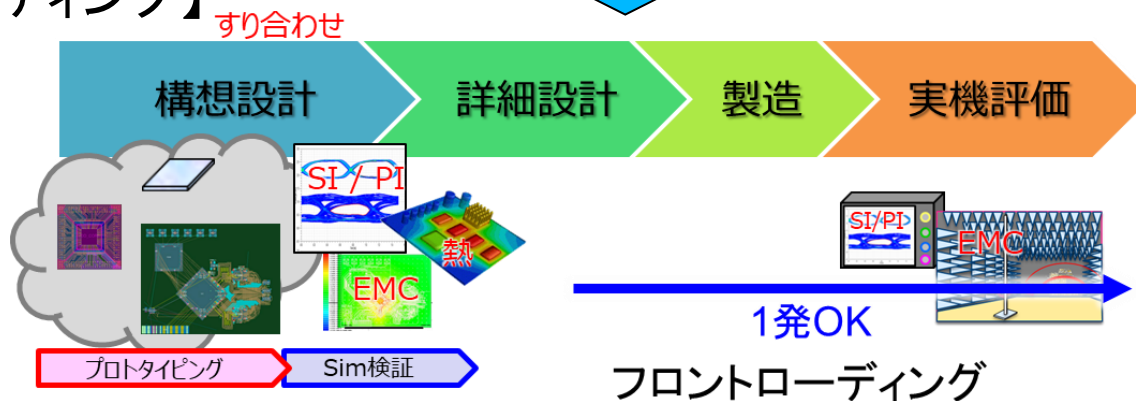 ディング】
すり合わせ
構想設計
詳細設計
製造
実機評価
SI / PI
熱
EMC
SI/PI
EMC
1発OK
プロトタイピング
Sim検証
フロントローディング